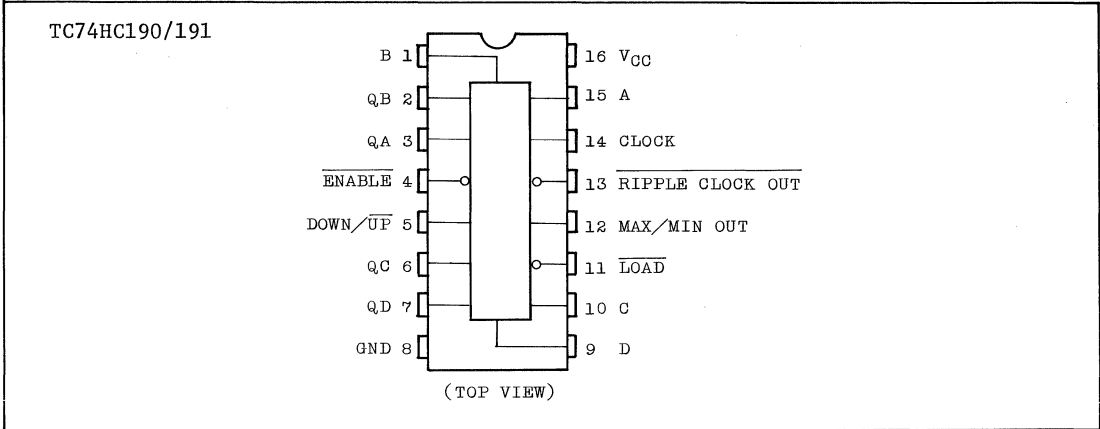 TC74HC190/191
B 1
16 VCC
QB 2
15 A
QA 3
14 CLOCK
ENABLE 4
13 RIPPLE CLOCK OUT
DOWN/UP 5
12 MAX/MIN OUT
QC 6
11 LOAD
QD 7
10 C
GND 8
9 D
(TOP VIEW)